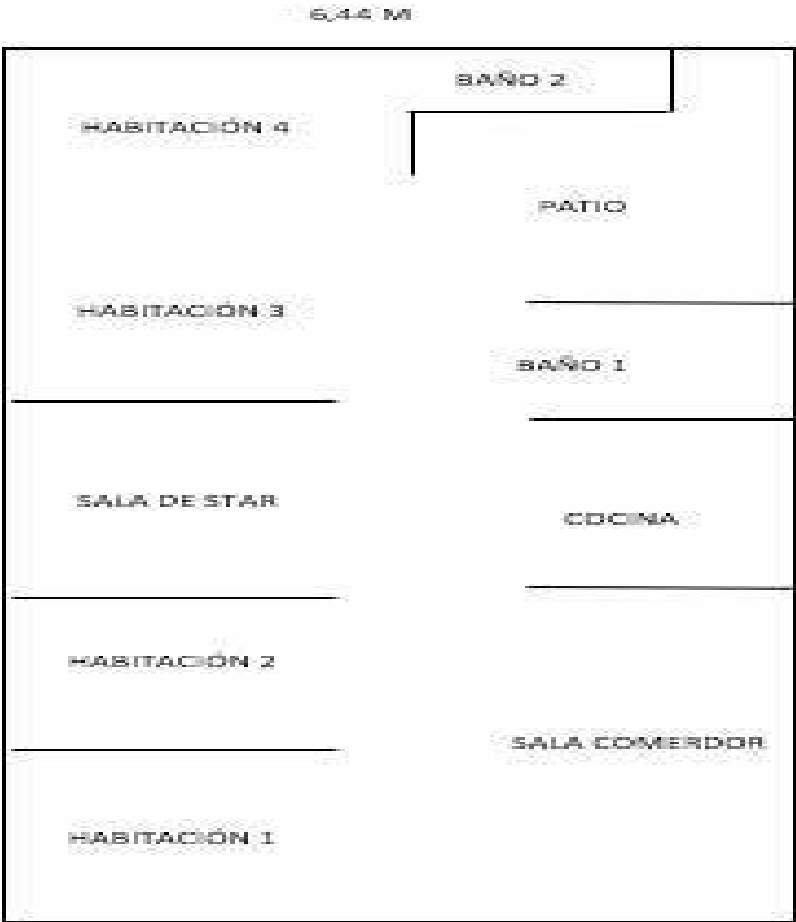 6,44 M
BAÑO 2
HABITACIÓN 4
PATIO
HABITACIÓN 3
BAÑO 1
SALA DE STAR
COCINA
HABITACIÓN 2
SALA COMERDOR
HABITACIÓN 1